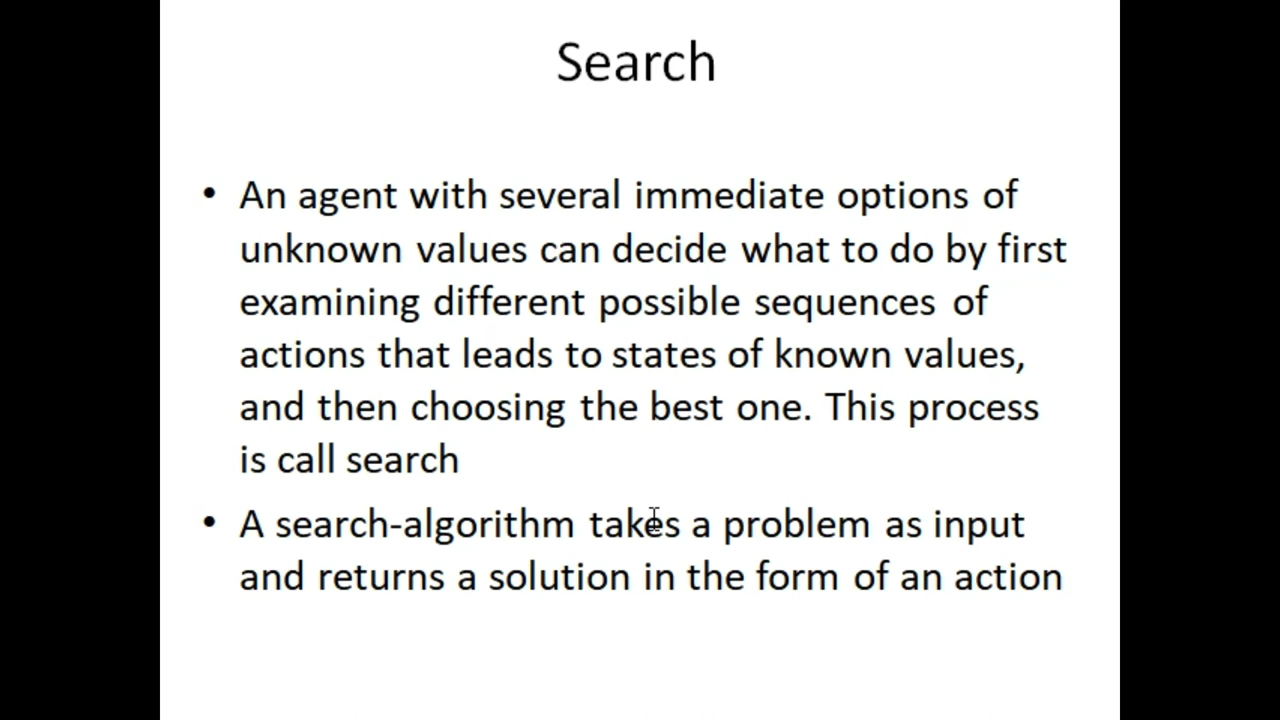 Search
• An agent with several immediate options of
unknown values can decide what to do by first
examining different possible sequences of
actions that leads to states of known values,
and then choosing the best one. This process
is call search
• A search-algorithm takes a problem as input
and returns a solution in the form of an action